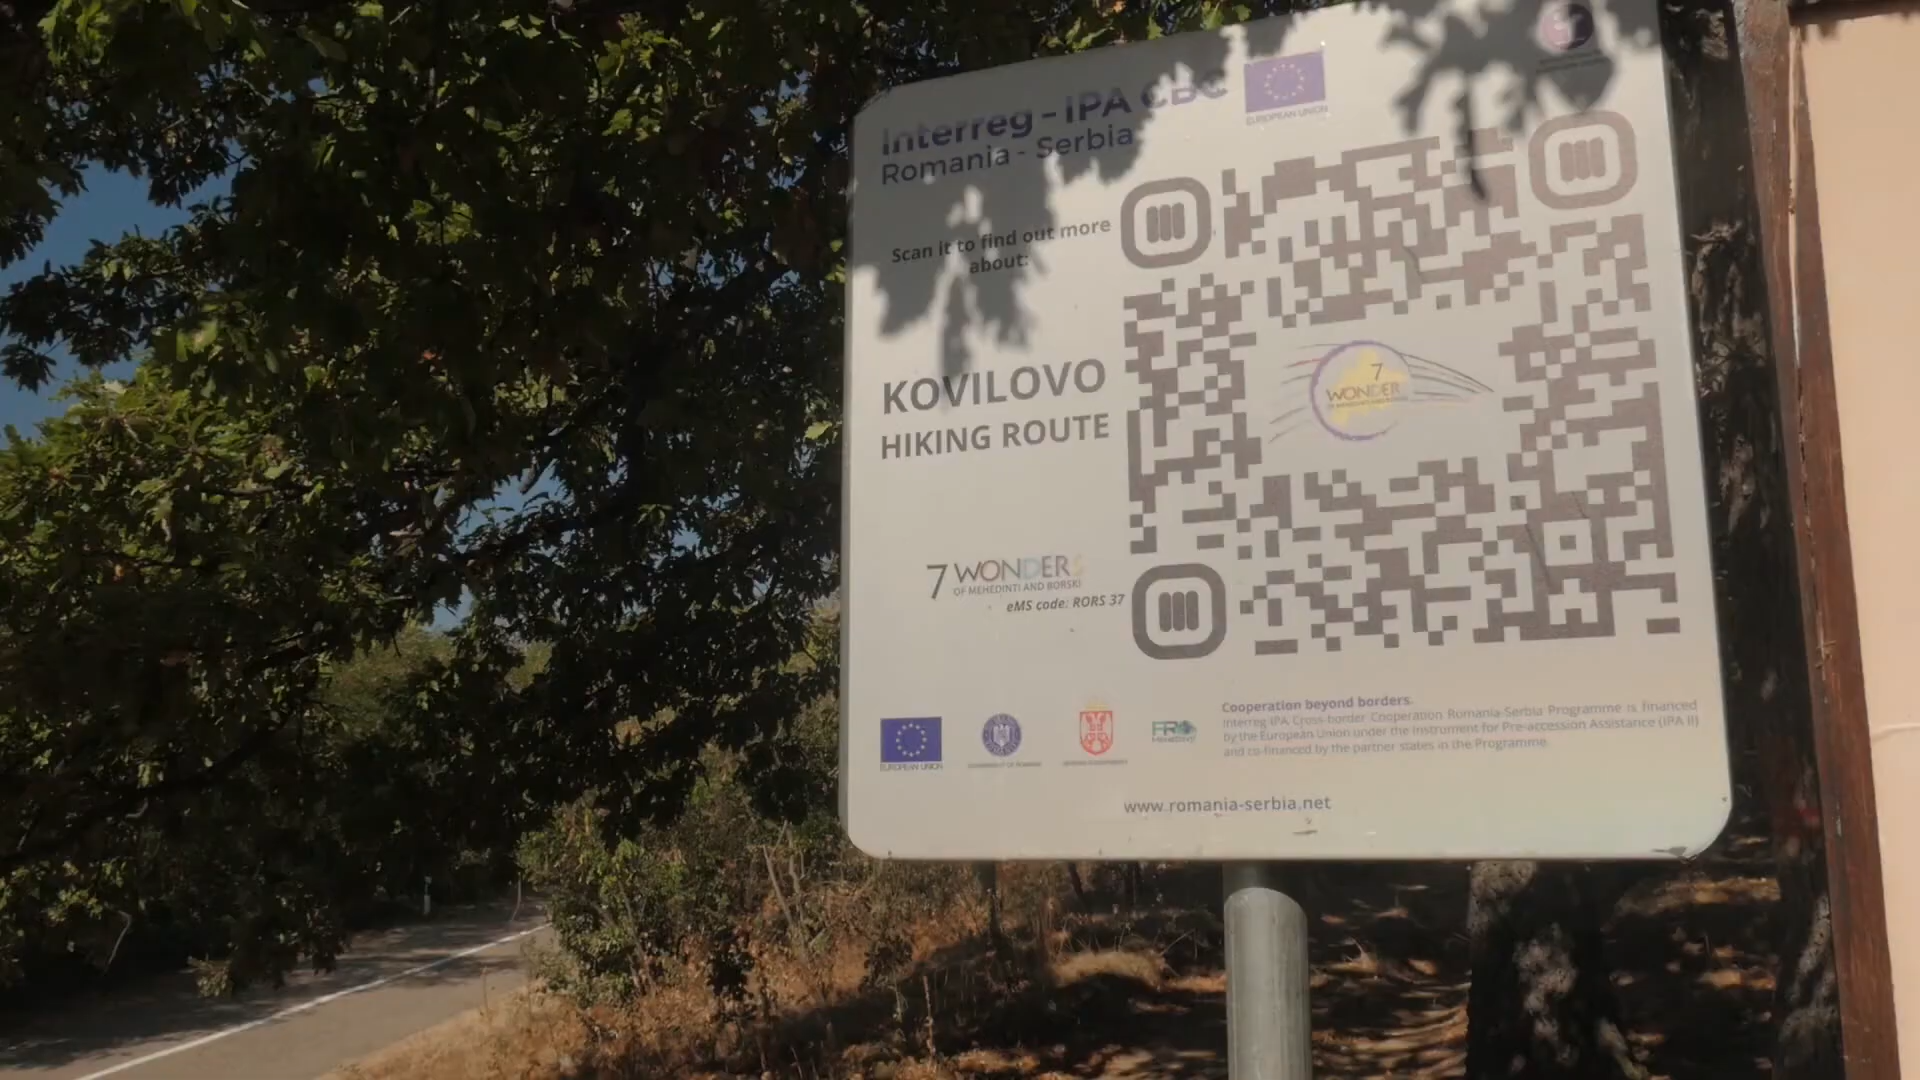 Interreg - IPA CBC
Romania - Serbia
EUROPEAN UNION
Scan it to find out more
about:
KOVILOVO
HIKING ROUTE
7
WONDER
7 WONDERS
OF MEHEDINTI AND BORSKI
eMS code: RORS 37
EUROPEAN UNION
Cooperation beyond borders.
Interreg-IPA Cross-border Cooperation Romania-Serbia Programme is financed
by the European Union under the Instrument for Pre-accession Assistance (IPA II)
and co-financed by the partner states in the Programme.
www.romania-serbia.net